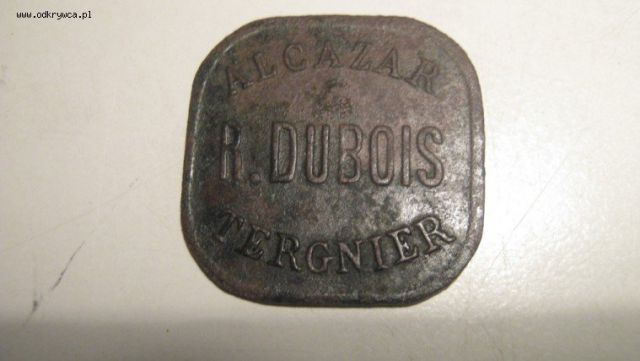 www.odkrywca.pl
ALCAZAR
R. DUBOIS
TERGNIER